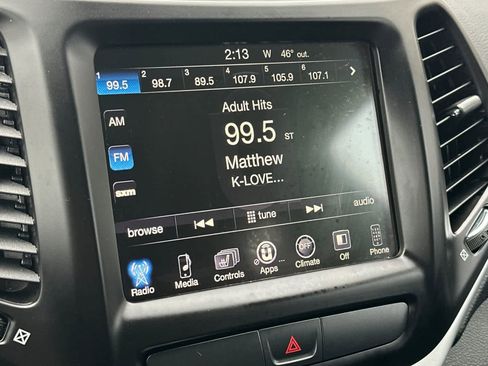 2:13 W 46° out.
1 99.5 2 98.7 3 89.5 4 107.9 5 105.9 6 107.1
Adult Hits
AM
99.5 ST
FM
Matthew
K-LOVE...
sxm
browse tune audio
Radio Media Controls Apps Climate Off Phone
OFF